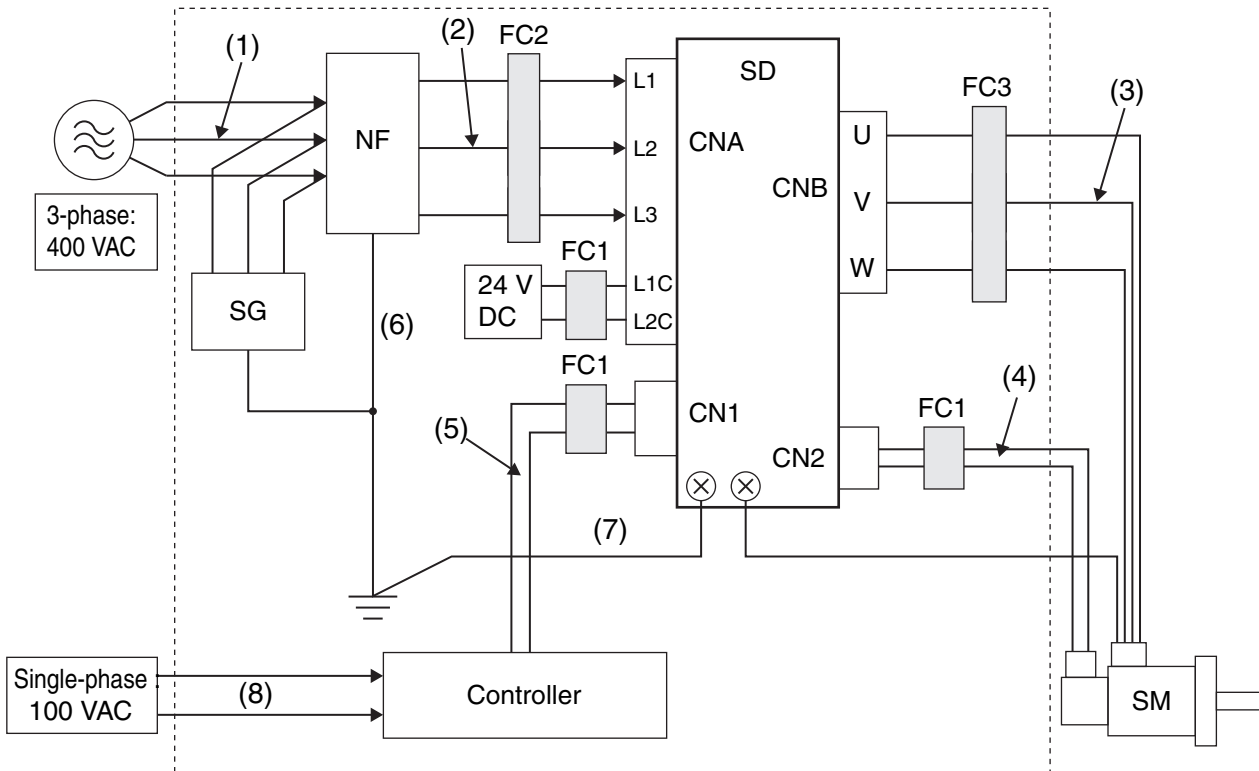 (1)
(2)
FC2
SD
FC3
(3)
NF
L1
L2
L3
CNA
CNB
U
V
W
3-phase:
400 VAC
SG
(6)
24 V
DC
FC1
L1C
L2C
FC1
CN1
(5)
FC1
(4)
CN2
(7)
Single-phase
100 VAC
(8)
Controller
SM